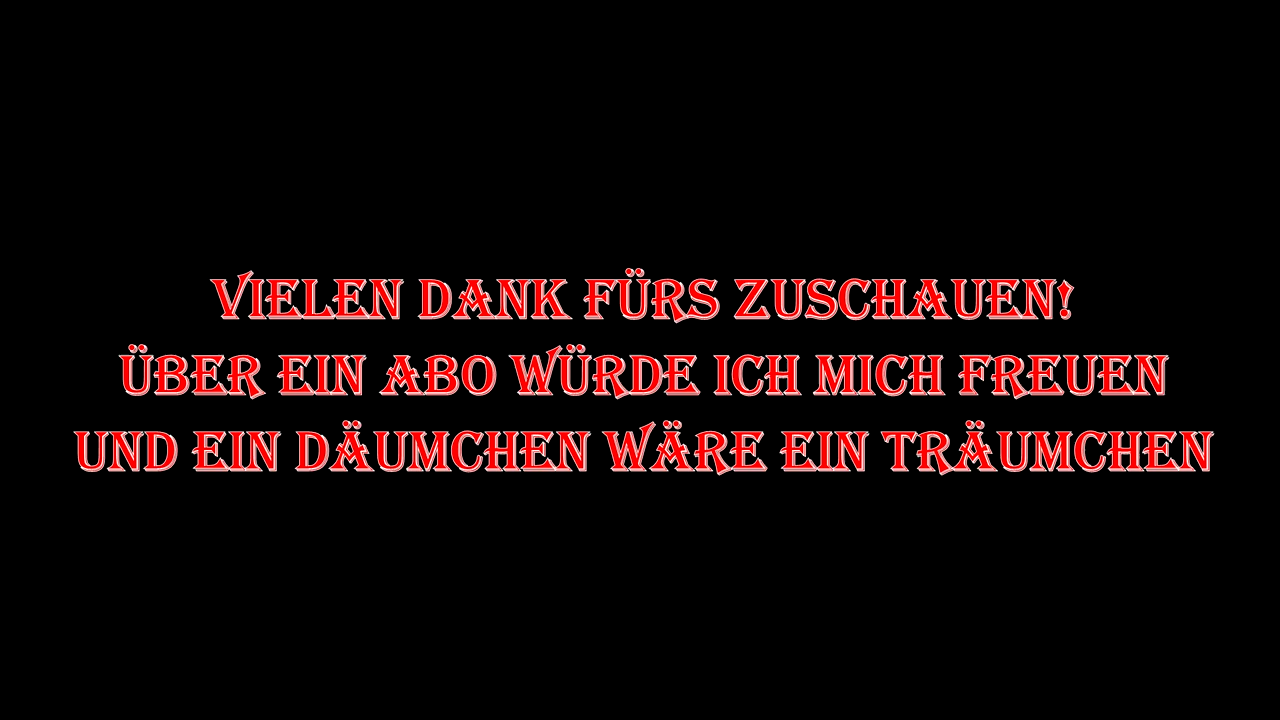 VIELEN DANK FÜRS ZUSCHAUEN!
ÜBER EIN ABO WÜRDE ICH MICH FREUEN
UND EIN DÄUMCHEN WÄRE EIN TRÄUMCHEN